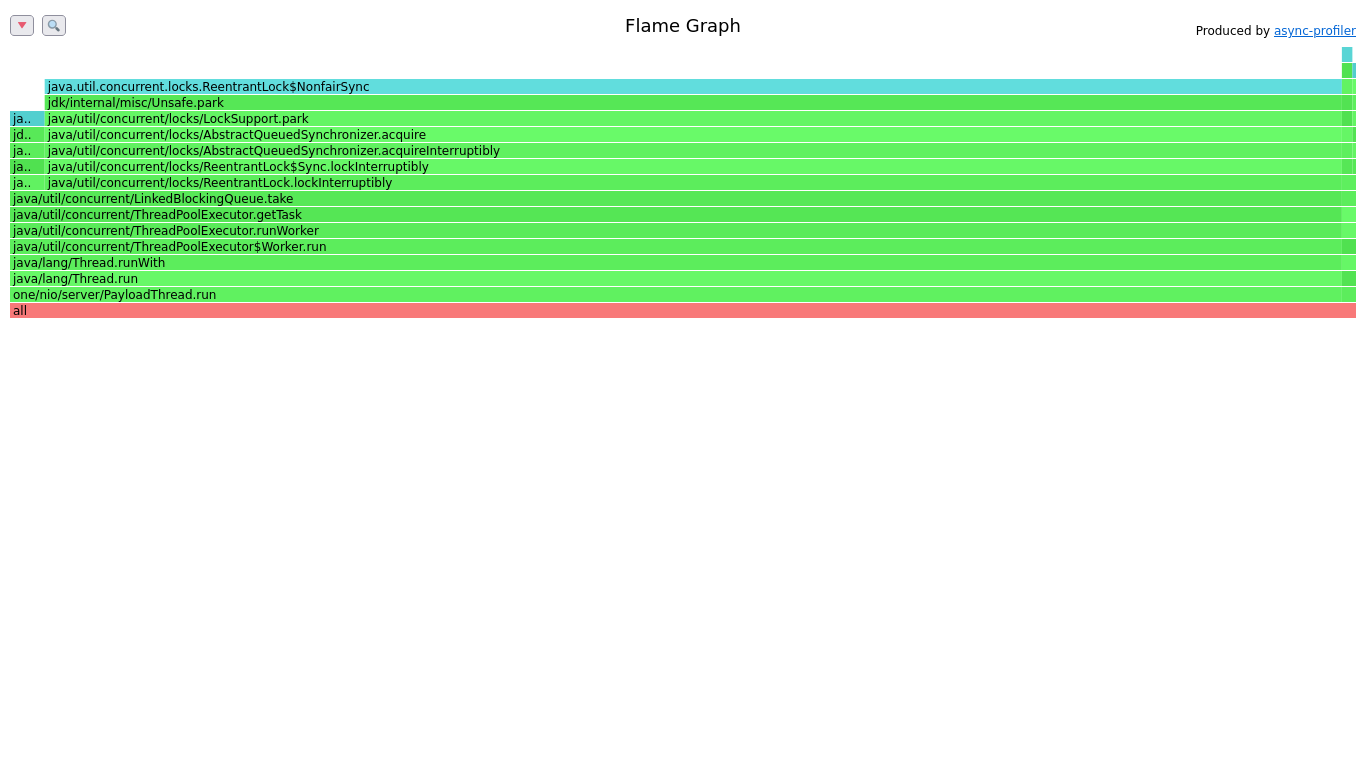 Flame Graph
Produced by async-profiler
java.util.concurrent.locks.ReentrantLock$NonfairSync
jdk/internal/misc/Unsafe.park
ja.. java/util/concurrent/locks/LockSupport.park
jd.. java/util/concurrent/locks/AbstractQueuedSynchronizer.acquire
ja.. java/util/concurrent/locks/AbstractQueuedSynchronizer.acquireInterruptibly
ja.. java/util/concurrent/locks/ReentrantLock$Sync.lockInterruptibly
ja.. java/util/concurrent/locks/ReentrantLock.lockInterruptibly
java/util/concurrent/LinkedBlockingQueue.take
java/util/concurrent/ThreadPoolExecutor.getTask
java/util/concurrent/ThreadPoolExecutor.runWorker
java/util/concurrent/ThreadPoolExecutor$Worker.run
java/lang/Thread.runWith
java/lang/Thread.run
one/nio/server/PayloadThread.run
all